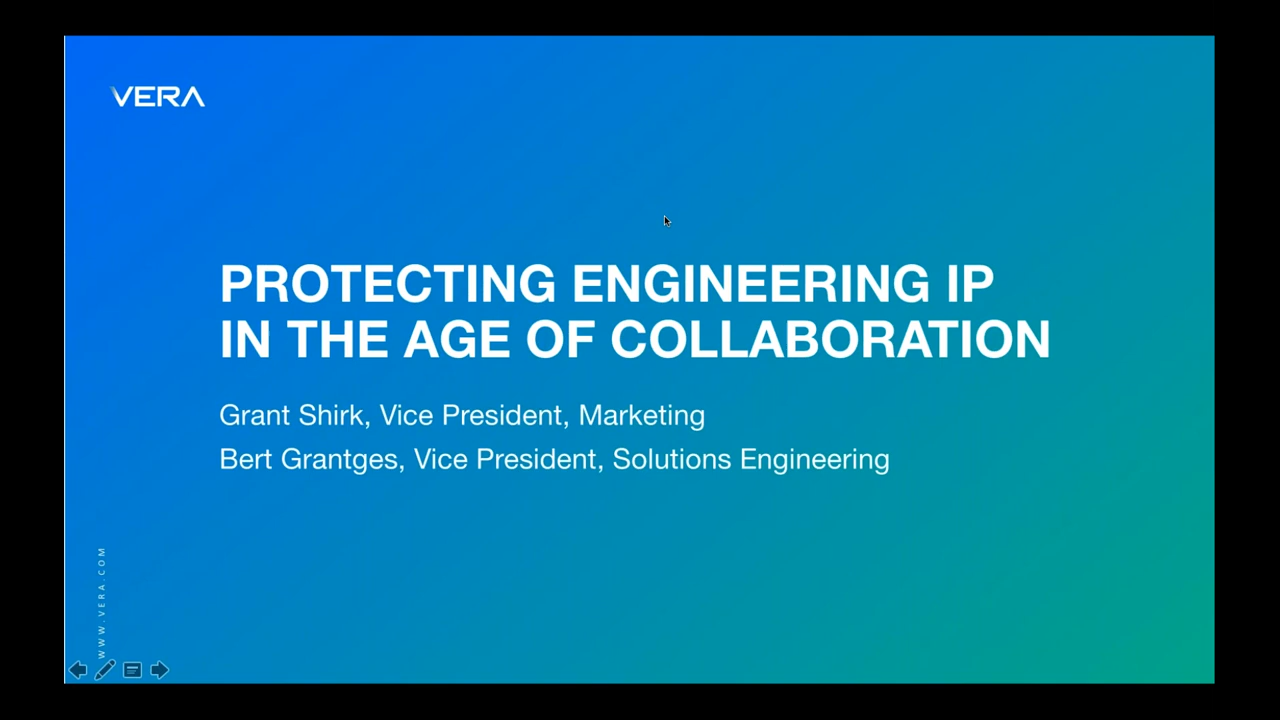 VERA
PROTECTING ENGINEERING IP
IN THE AGE OF COLLABORATION
Grant Shirk, Vice President, Marketing
Bert Grantges, Vice President, Solutions Engineering
WWW.VERA.COM